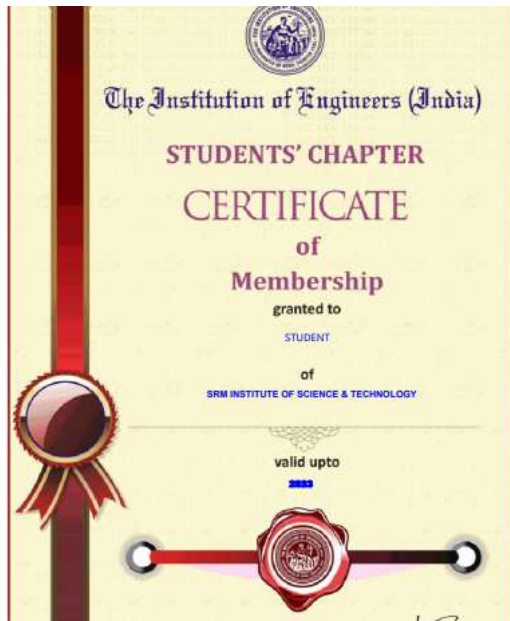 The Institution of Engineers (India)
STUDENTS' CHAPTER
CERTIFICATE
of
Membership
granted to
STUDENT
of
SRM INSTITUTE OF SCIENCE & TECHNOLOGY
valid upto